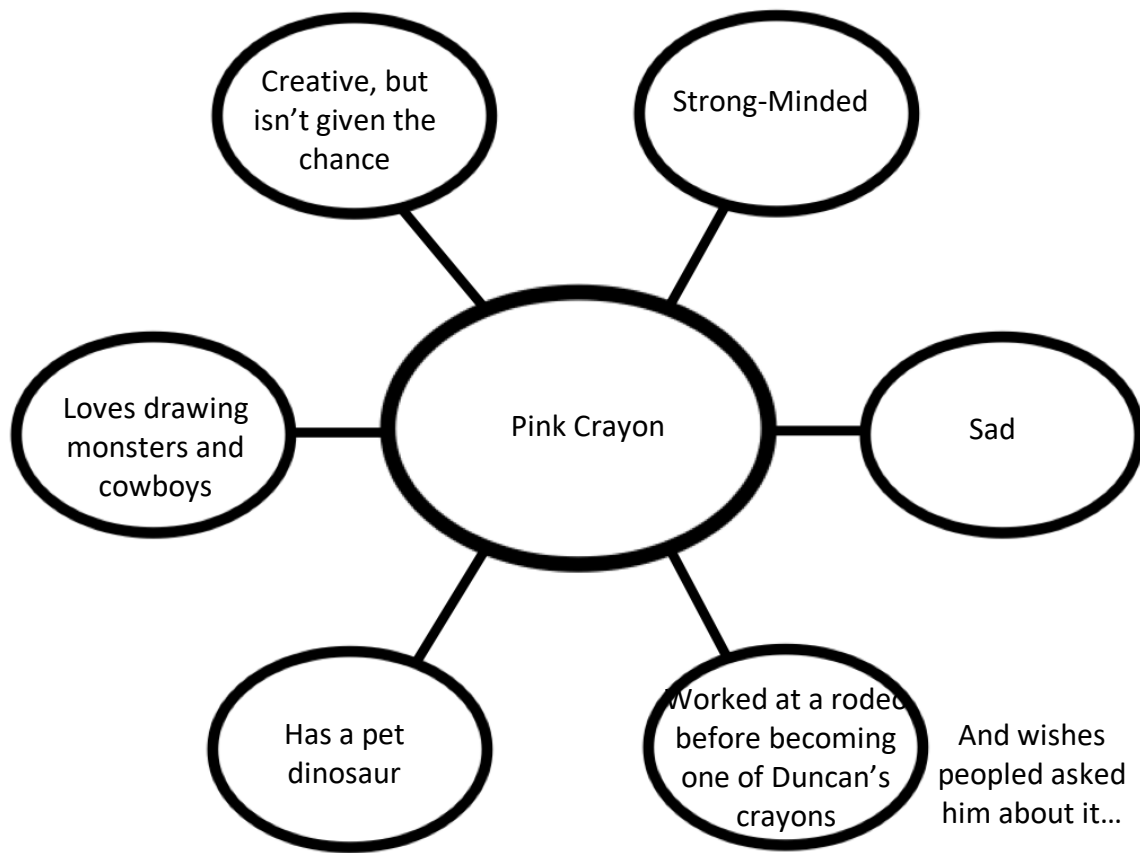 Creative, but
isn't given the
chance
Strong-Minded
Loves drawing
monsters and
cowboys
Pink Crayon
Sad
Has a pet
dinosaur
Worked at a rodeo
before becoming
one of Duncan's
crayons
And wishes
peopled asked
him about it…